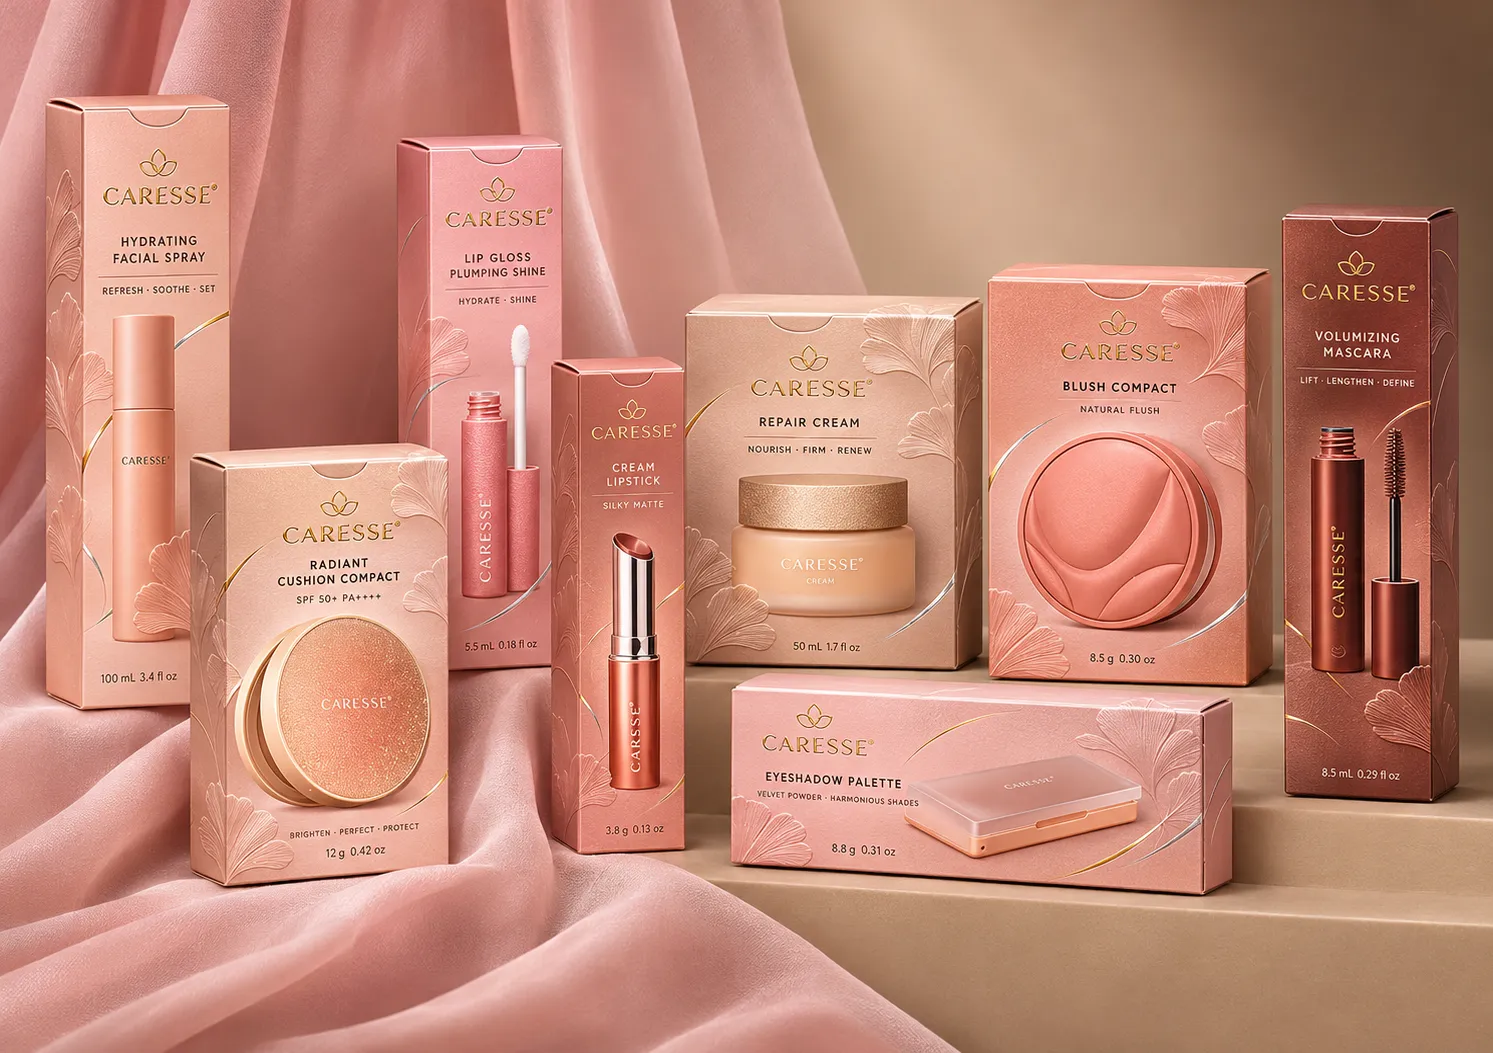 CARESSE®
HYDRATING
FACIAL SPRAY
REFRESH · SOOTHE · SET
CARESSE®
100 mL 3.4 fl oz
CARESSE®
RADIANT
CUSHION COMPACT
SPF 50+ PA++++
CARESSE®
BRIGHTEN · PERFECT · PROTECT
12 g 0.42 oz
CARESSE®
LIP GLOSS
PLUMPING SHINE
HYDRATE · SHINE
CARESSE®
5.5 mL 0.18 fl oz
CARESSE®
CREAM
LIPSTICK
SILKY MATTE
CARSSE®
3.8 g 0.13 oz
CARESSE®
REPAIR CREAM
NOURISH · FIRM · RENEW
CARESSE®
CREAM
50 mL 1.7 fl oz
CARESSE®
BLUSH COMPACT
NATURAL FLUSH
8.5 g 0.30 oz
CARESSE®
EYESHADOW PALETTE
VELVET POWDER · HARMONIOUS SHADES
CARESSE®
8.8 g 0.31 oz
CARESSE®
VOLUMIZING
MASCARA
LIFT · LENGTHEN · DEFINE
CARESSE®
8.5 mL 0.29 fl oz